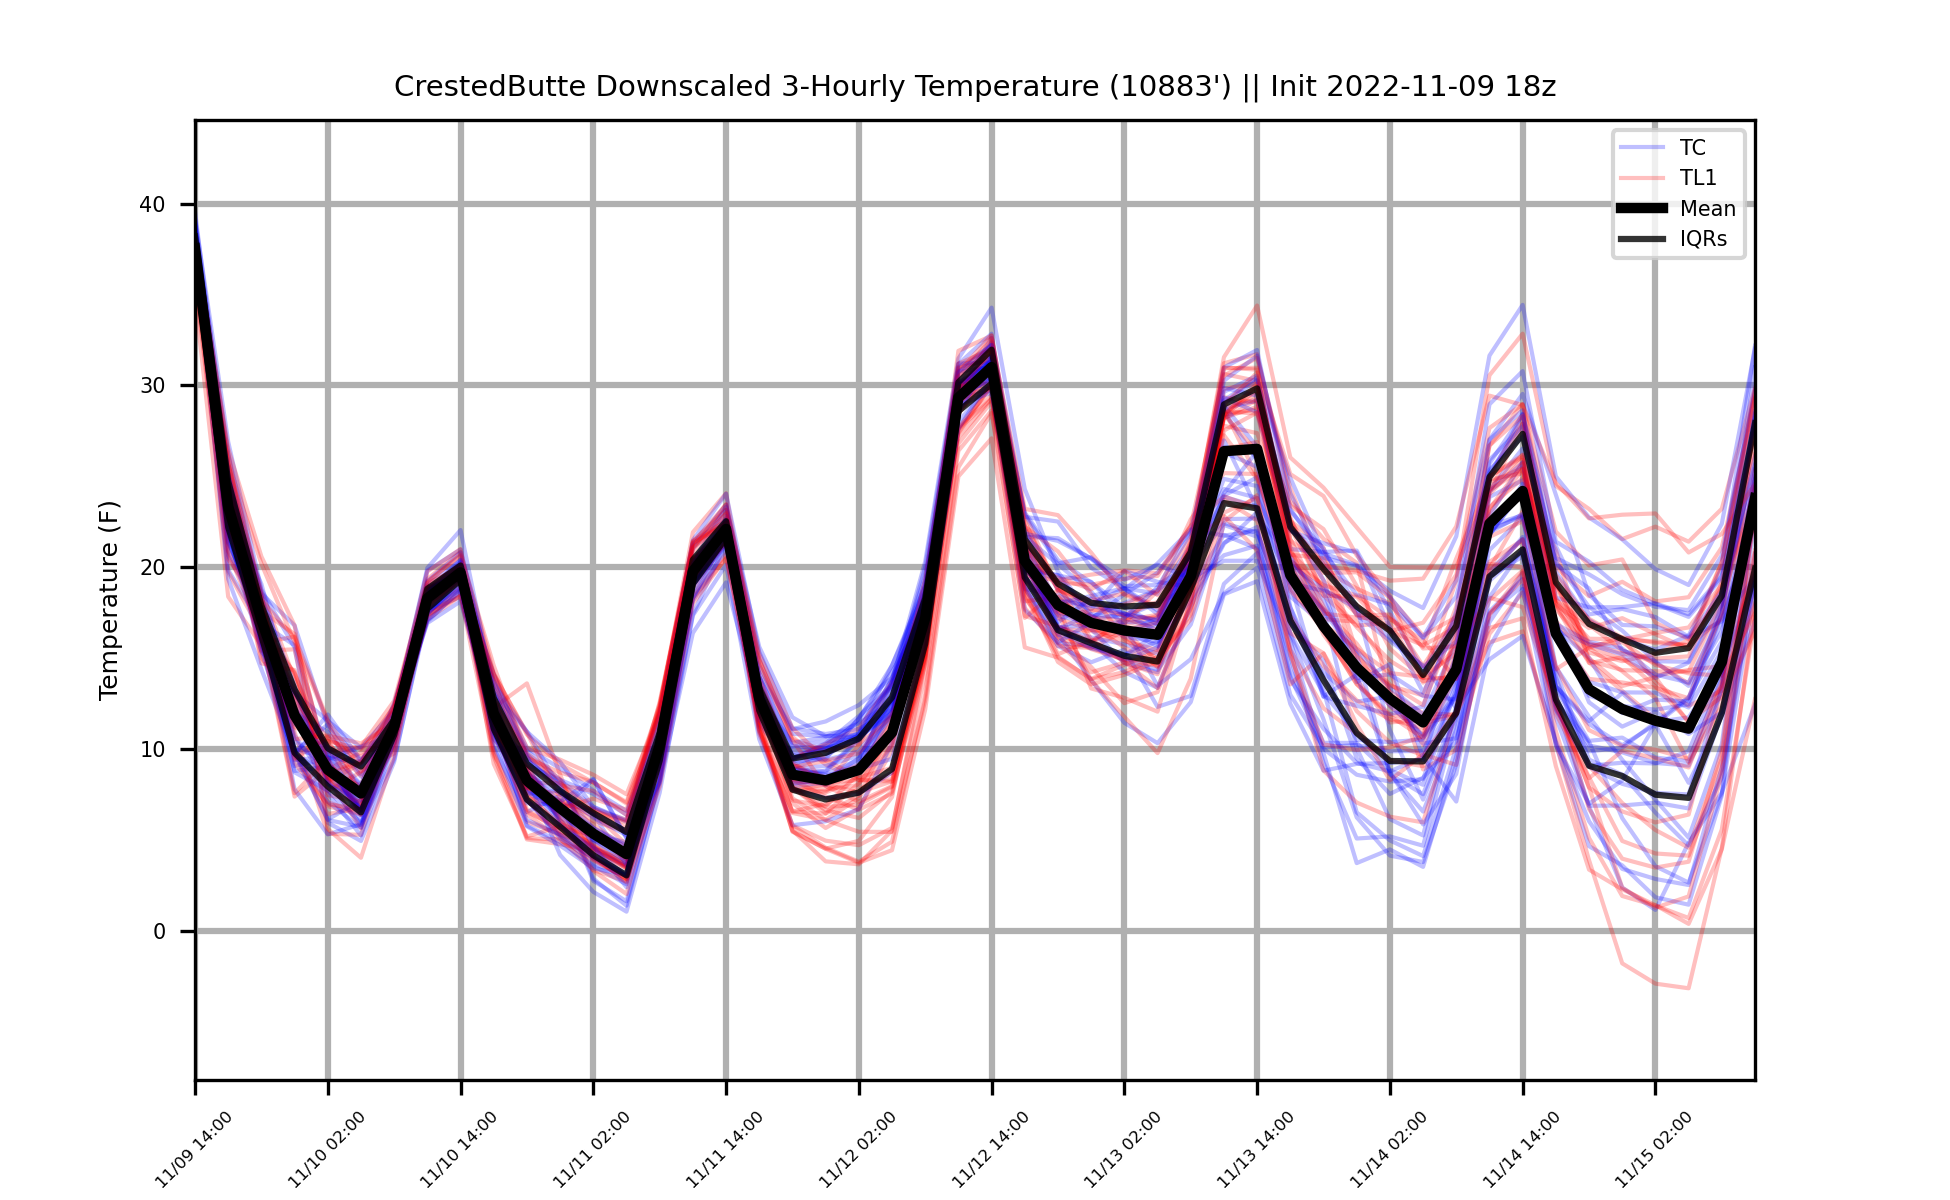 CrestedButte Downscaled 3-Hourly Temperature (10883') || Init 2022-11-09 18z
TC
TL1
Mean
IQRs
Temperature (F)
40
30
20
10
0
11/09 14:00
11/10 02:00
11/10 14:00
11/11 02:00
11/11 14:00
11/12 02:00
11/12 14:00
11/13 02:00
11/13 14:00
11/14 02:00
11/14 14:00
11/15 02:00